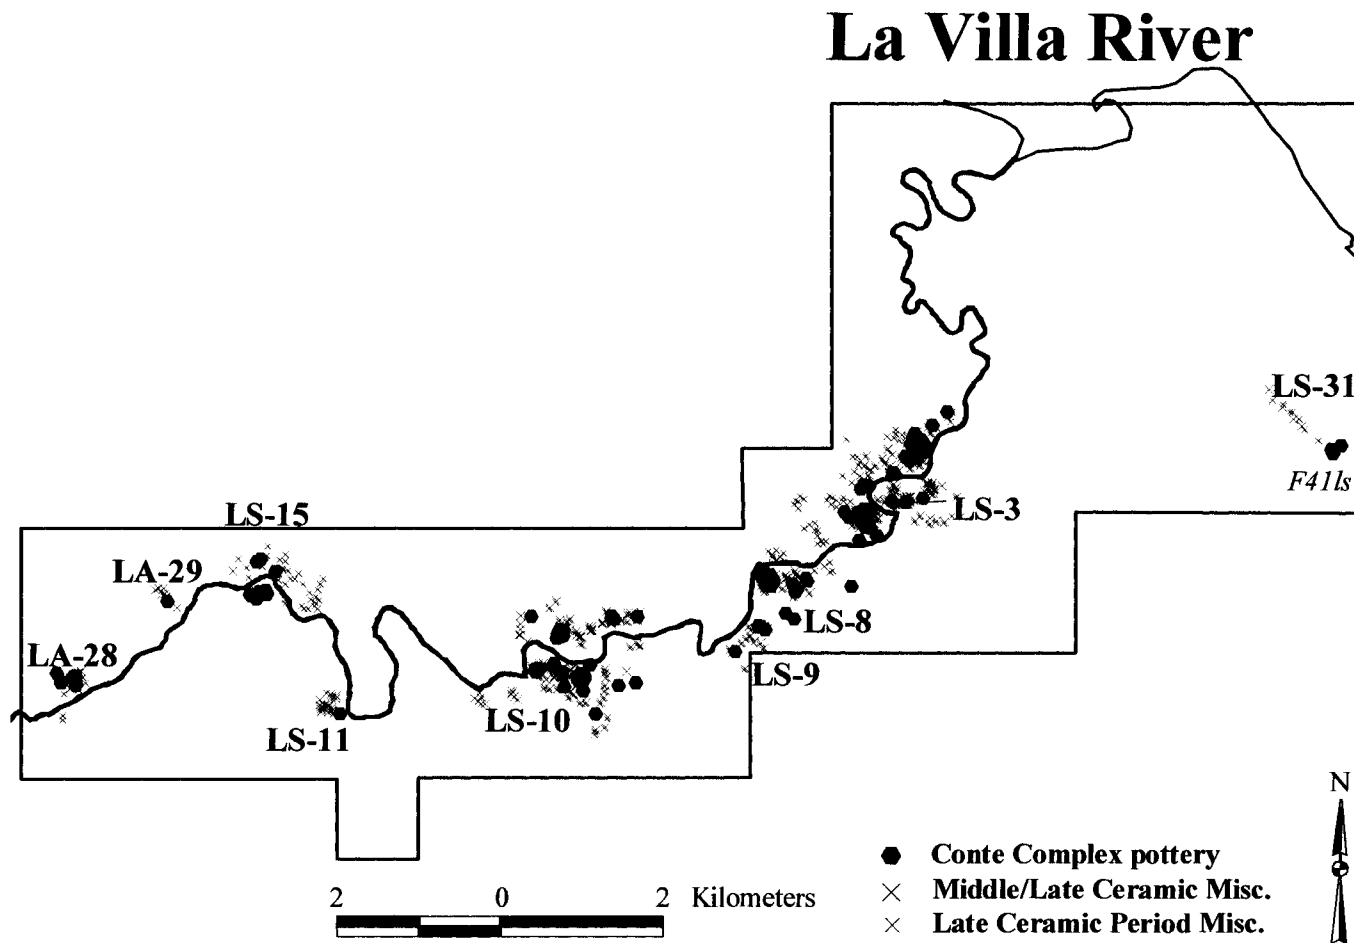 La Villa River
LS-31
F41ls
LS-3
LS-15
LA-29
LS-8
LA-28
LS-9
LS-10
LS-11
N
Conte Complex pottery
2 0 2 Kilometers
Middle/Late Ceramic Misc.
Late Ceramic Period Misc.